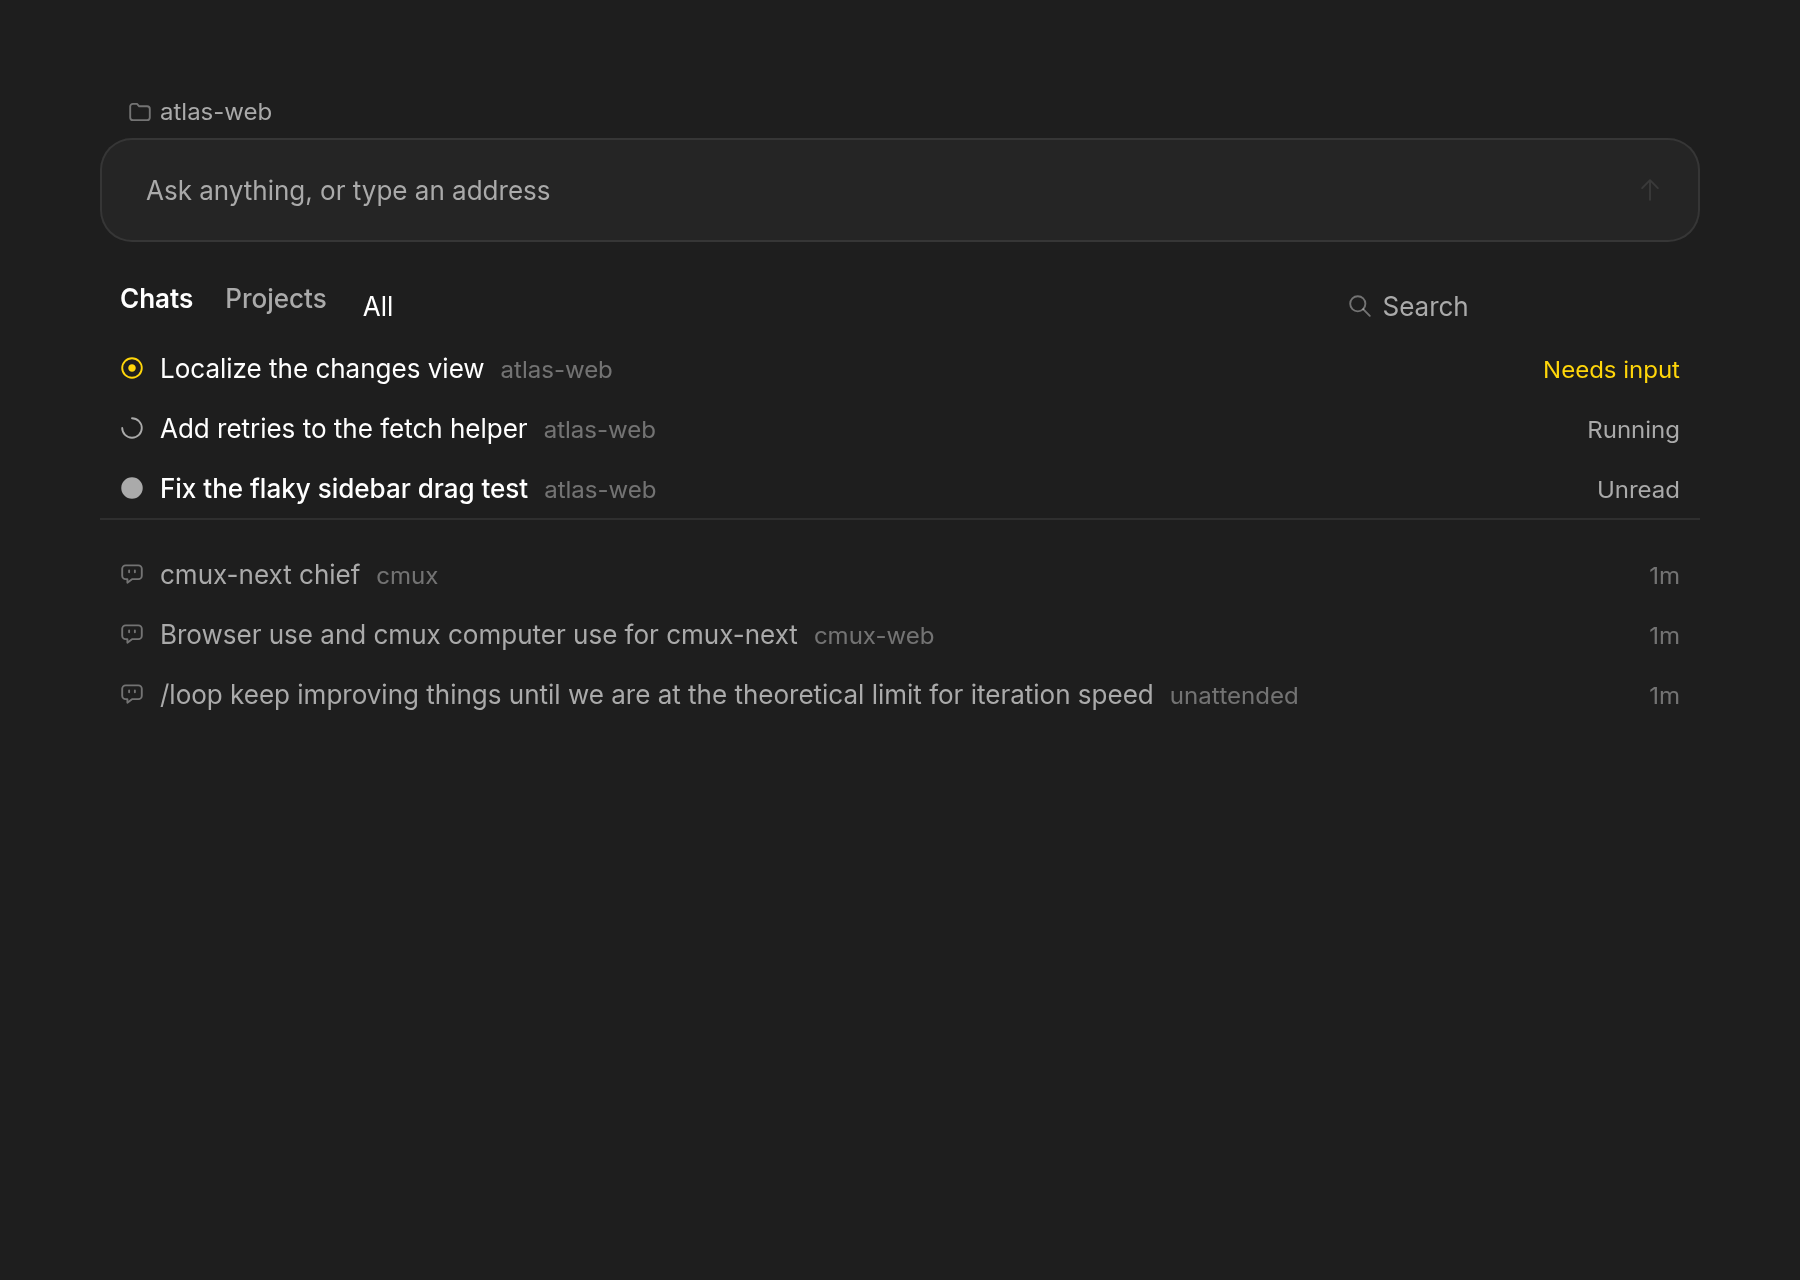 atlas-web
Ask anything, or type an address
Chats Projects All Search
Localize the changes view atlas-web Needs input
Add retries to the fetch helper atlas-web Running
Fix the flaky sidebar drag test atlas-web Unread
cmux-next chief cmux 1m
Browser use and cmux computer use for cmux-next cmux-web 1m
/loop keep improving things until we are at the theoretical limit for iteration speed unattended 1m